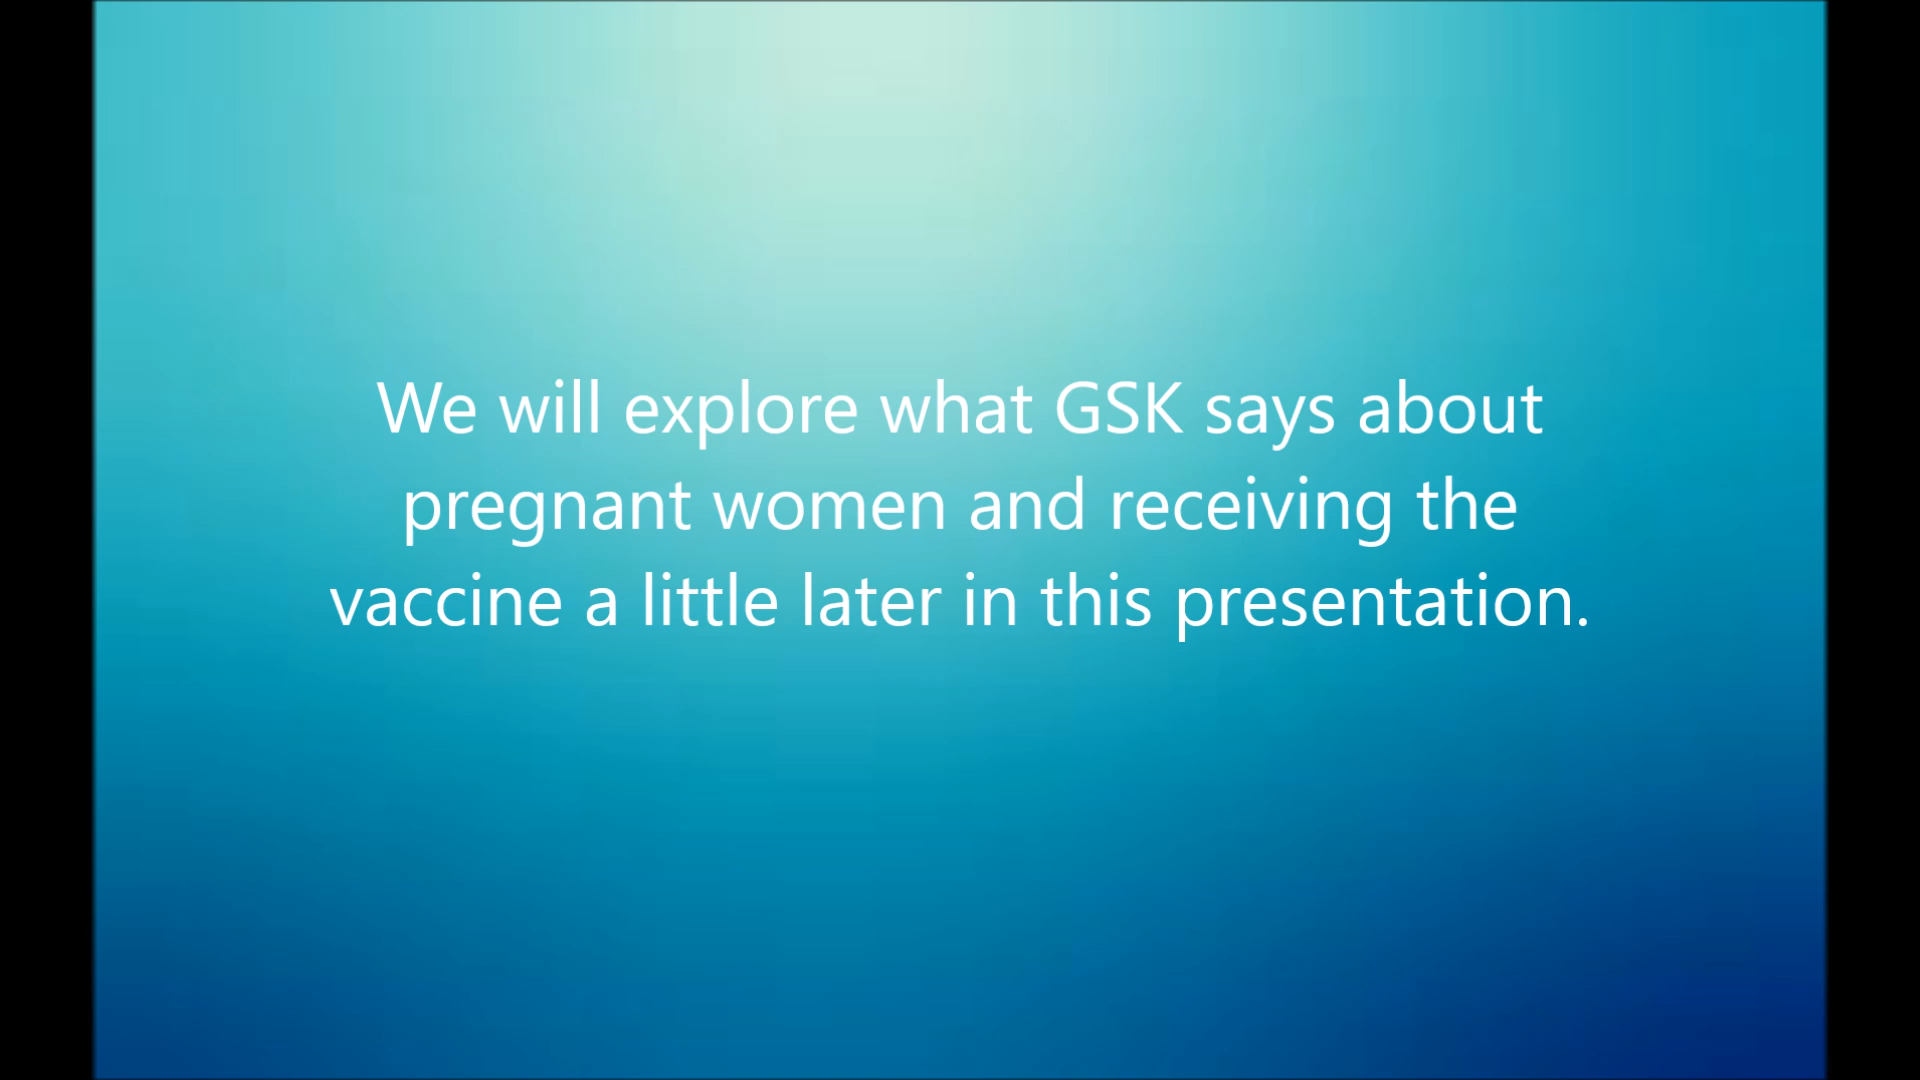 We will explore what GSK says about
pregnant women and receiving the
vaccine a little later in this presentation.